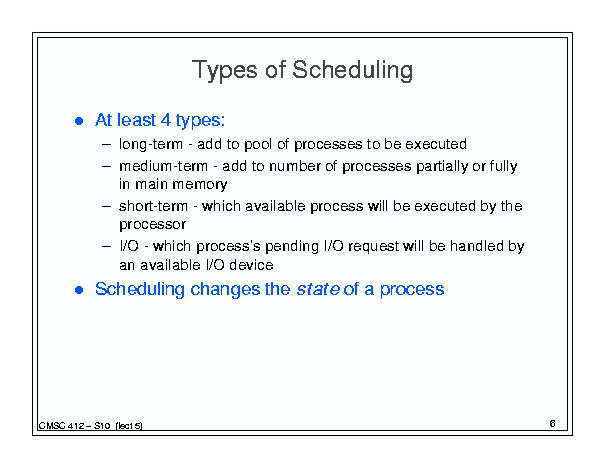 Types of Scheduling
● At least 4 types:
– long-term - add to pool of processes to be executed
– medium-term - add to number of processes partially or fully
in main memory
– short-term - which available process will be executed by the
processor
– I/O - which process's pending I/O request will be handled by
an available I/O device
● Scheduling changes the state of a process
CMSC 412 – S10 (lect 5)
6